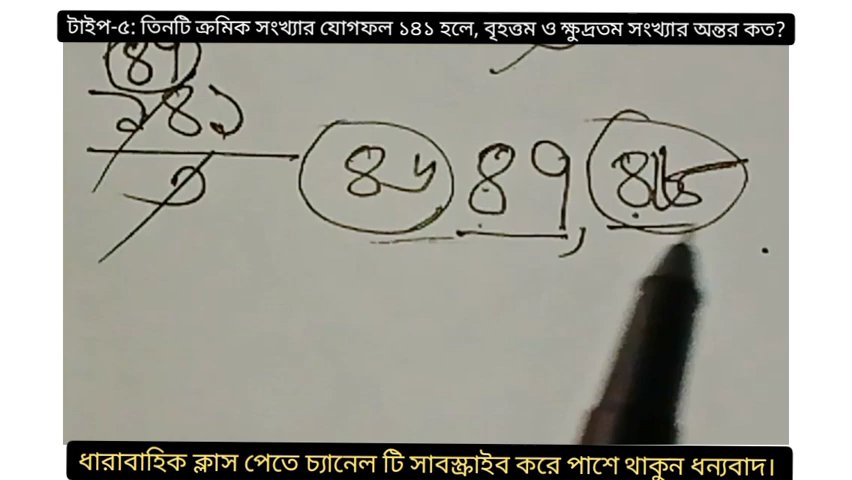 টাইপ-৫: তিনটি ক্রমিক সংখ্যার যোগফল ১৪১ হলে, বৃহত্তম ও ক্ষুদ্রতম সংখ্যার অন্তর কত?
৪৭
১৪১
৩
৪৬ ৪৭, ৪৮
ধারাবাহিক ক্লাস পেতে চ্যানেল টি সাবস্ক্রাইব করে পাশে থাকুন ধন্যবাদ।